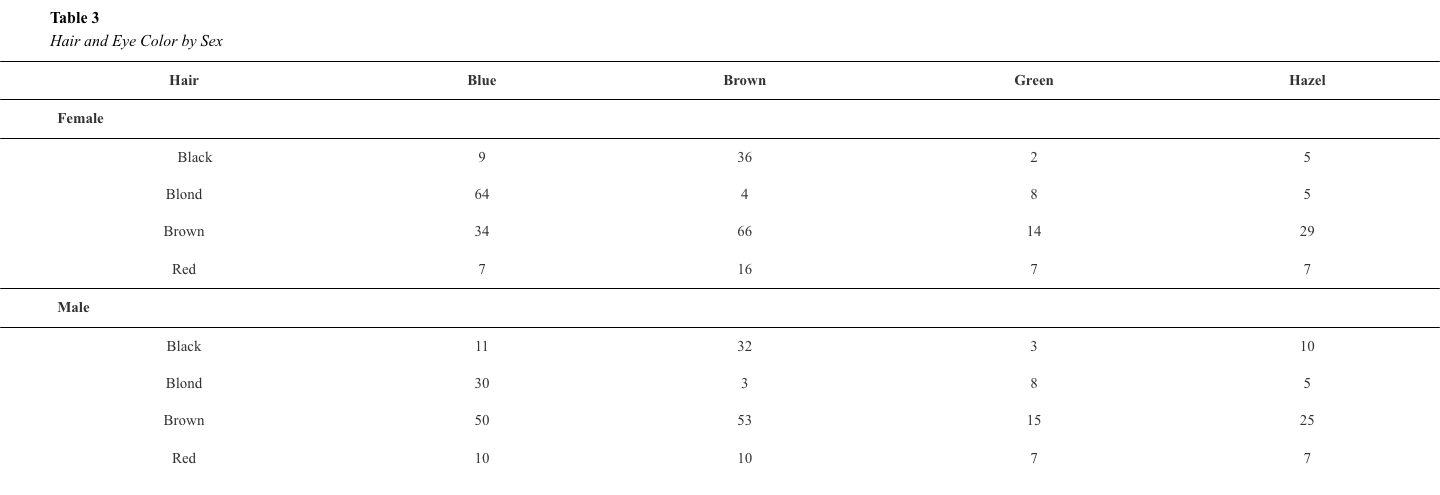 Table 3
Hair and Eye Color by Sex
Hair Blue Brown Green Hazel
Female
Black 9 36 2 5
Blond 64 4 8 5
Brown 34 66 14 29
Red 7 16 7 7
Male
Black 11 32 3 10
Blond 30 3 8 5
Brown 50 53 15 25
Red 10 10 7 7